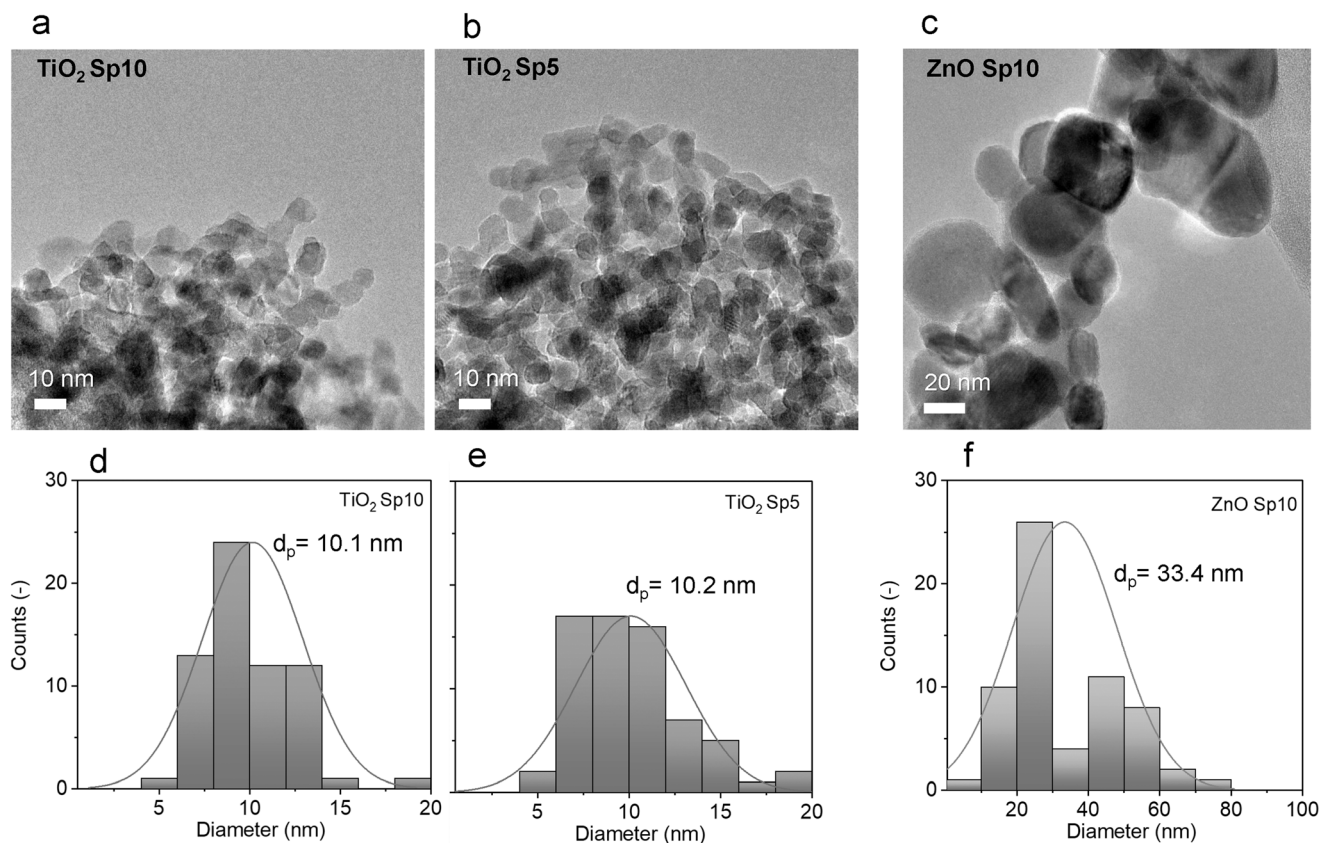 a
b
c
TiO2 Sp10
TiO2 Sp5
ZnO Sp10
10 nm
10 nm
20 nm
d
e
f
30
20
10
0
Counts (-)
TiO2 Sp10
dp= 10.1 nm
5
10
15
20
Diameter (nm)
TiO2 Sp5
dp= 10.2 nm
5
10
15
20
Diameter (nm)
30
20
10
0
Counts (-)
ZnO Sp10
dp= 33.4 nm
20
40
60
80
100
Diameter (nm)